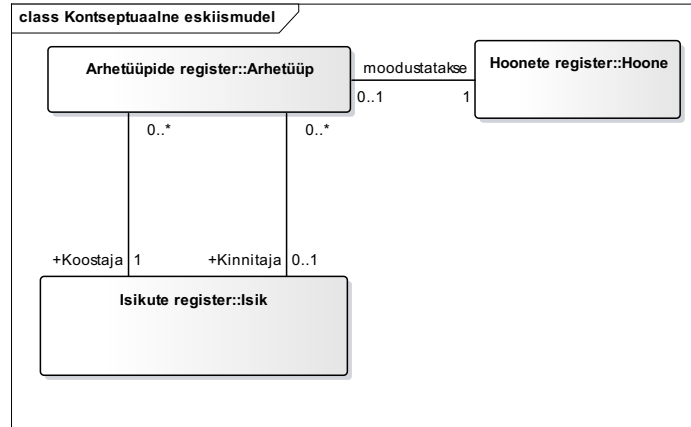 class Kontseptuaalne eskiismudel
Arhetüüpide register::Arhetüüp
moodustatakse
Hoonete register::Hoone
0..1
1
0..*
0..*
+Koostaja
1
+Kinnitaja
0..1
Isikute register::Isik